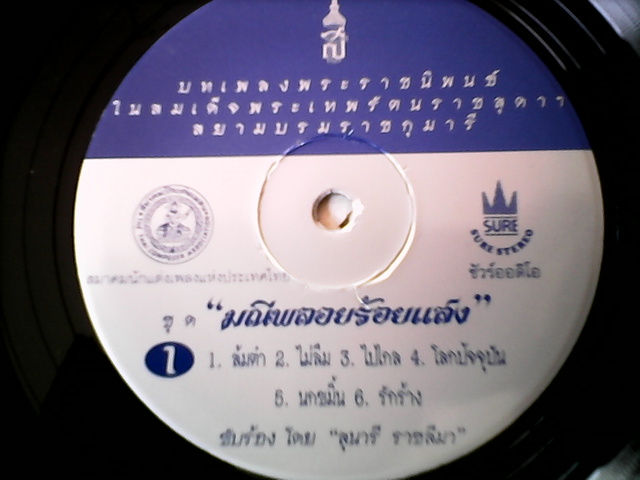 บทเพลงพระราชนิพนธ์
ในสมเด็จพระเทพรัตนราชสุดาฯ
สยามบรมราชกุมารี
SURE
SURE STEREO
สมาคมนักแต่งเพลงแห่งประเทศไทย
ชัวร์ออดิโอ
ชุด “มณีพลอยร้อยแสง”
1 1. ส้มตำ 2. ไม่ลืม 3. ไปไกล 4. โลกปัจจุบัน
5. นกขมิ้น 6. รักร้าง
ขับร้อง โดย “สุนารี ราชสีมา”